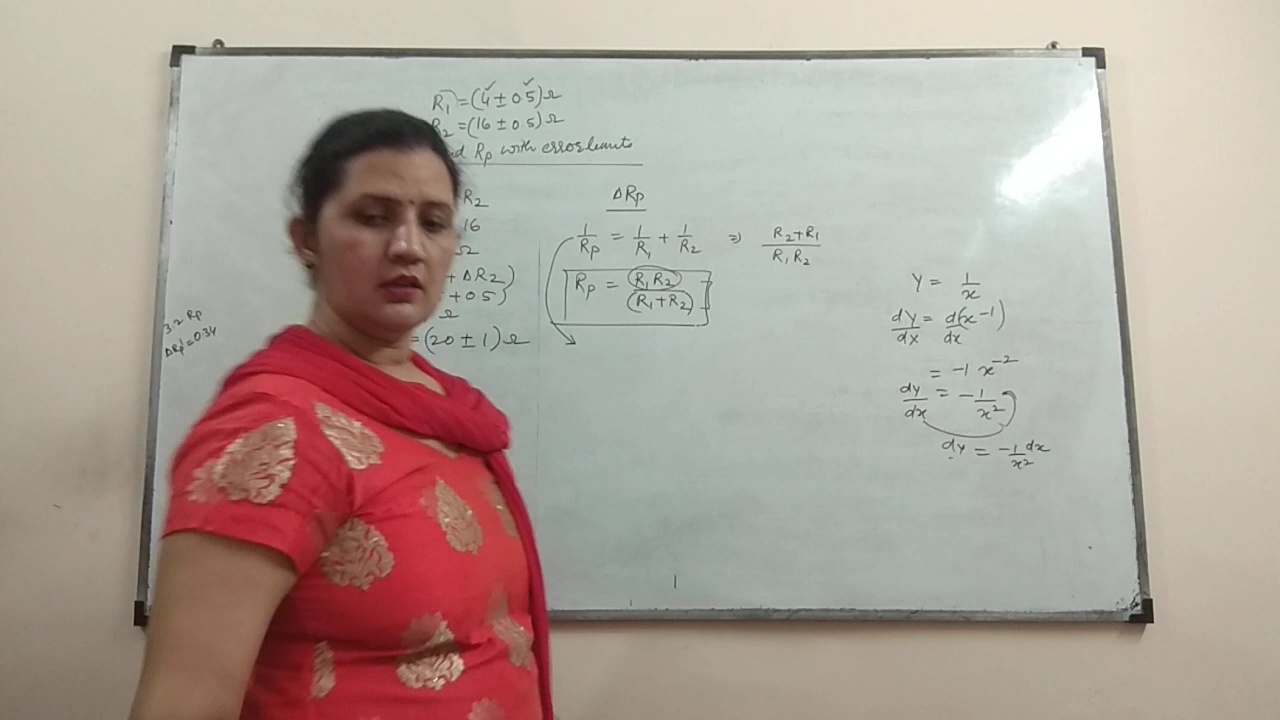 R₁ = (4 ± 0.5) Ω
R₂ = (16 ± 0.5) Ω
Rp with error limits
R₂
16
Ω
+ ΔR₂)
+ 0.5)
Ω
= (20 ± 1) Ω
3.2 Rp
ΔRp = 0.34
ΔRp
1/Rp = 1/R₁ + 1/R₂ ⇒ R₂+R₁/R₁R₂
Rp = R₁R₂/(R₁+R₂)
Y = 1/x
dy/dx = d(x⁻¹)/dx
= -1 x⁻²
dy/dx = -1/x²
dy = -1/x² dx